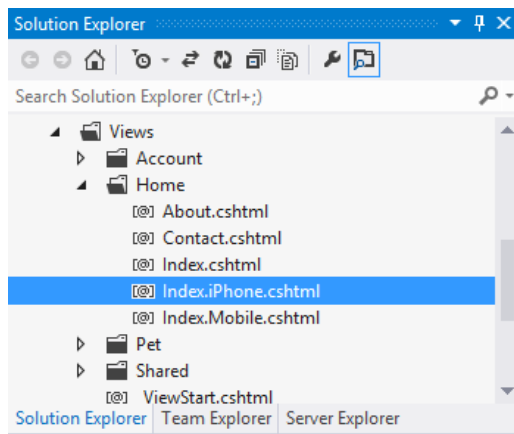 Solution Explorer
Search Solution Explorer (Ctrl+;)
Views
Account
Home
[@] About.cshtml
[@] Contact.cshtml
[@] Index.cshtml
[@] Index.iPhone.cshtml
[@] Index.Mobile.cshtml
Pet
Shared
[@] _ViewStart.cshtml
Solution Explorer Team Explorer Server Explorer